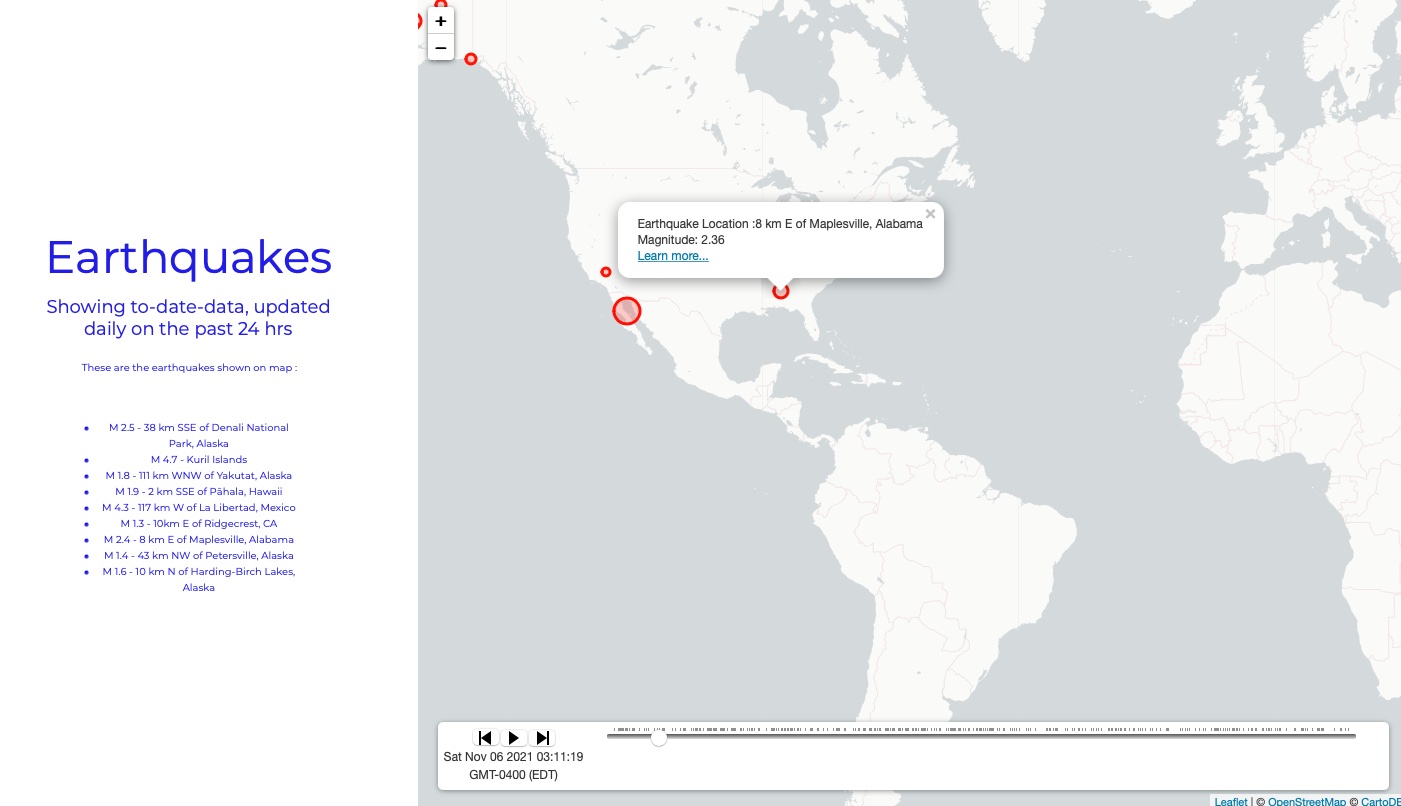 Earthquakes
Showing to-date-data, updated
daily on the past 24 hrs
These are the earthquakes shown on map :
• M 2.5 - 38 km SSE of Denali National
Park, Alaska
• M 4.7 - Kuril Islands
• M 1.8 - 111 km WNW of Yakutat, Alaska
• M 1.9 - 2 km SSE of Pāhala, Hawaii
• M 4.3 - 117 km W of La Libertad, Mexico
• M 1.3 - 10km E of Ridgecrest, CA
• M 2.4 - 8 km E of Maplesville, Alabama
• M 1.4 - 43 km NW of Petersville, Alaska
• M 1.6 - 10 km N of Harding-Birch Lakes,
Alaska
+
−
×
Earthquake Location :8 km E of Maplesville, Alabama
Magnitude: 2.36
Learn more...
Sat Nov 06 2021 03:11:19
GMT-0400 (EDT)
Leaflet | © OpenStreetMap © CartoDB